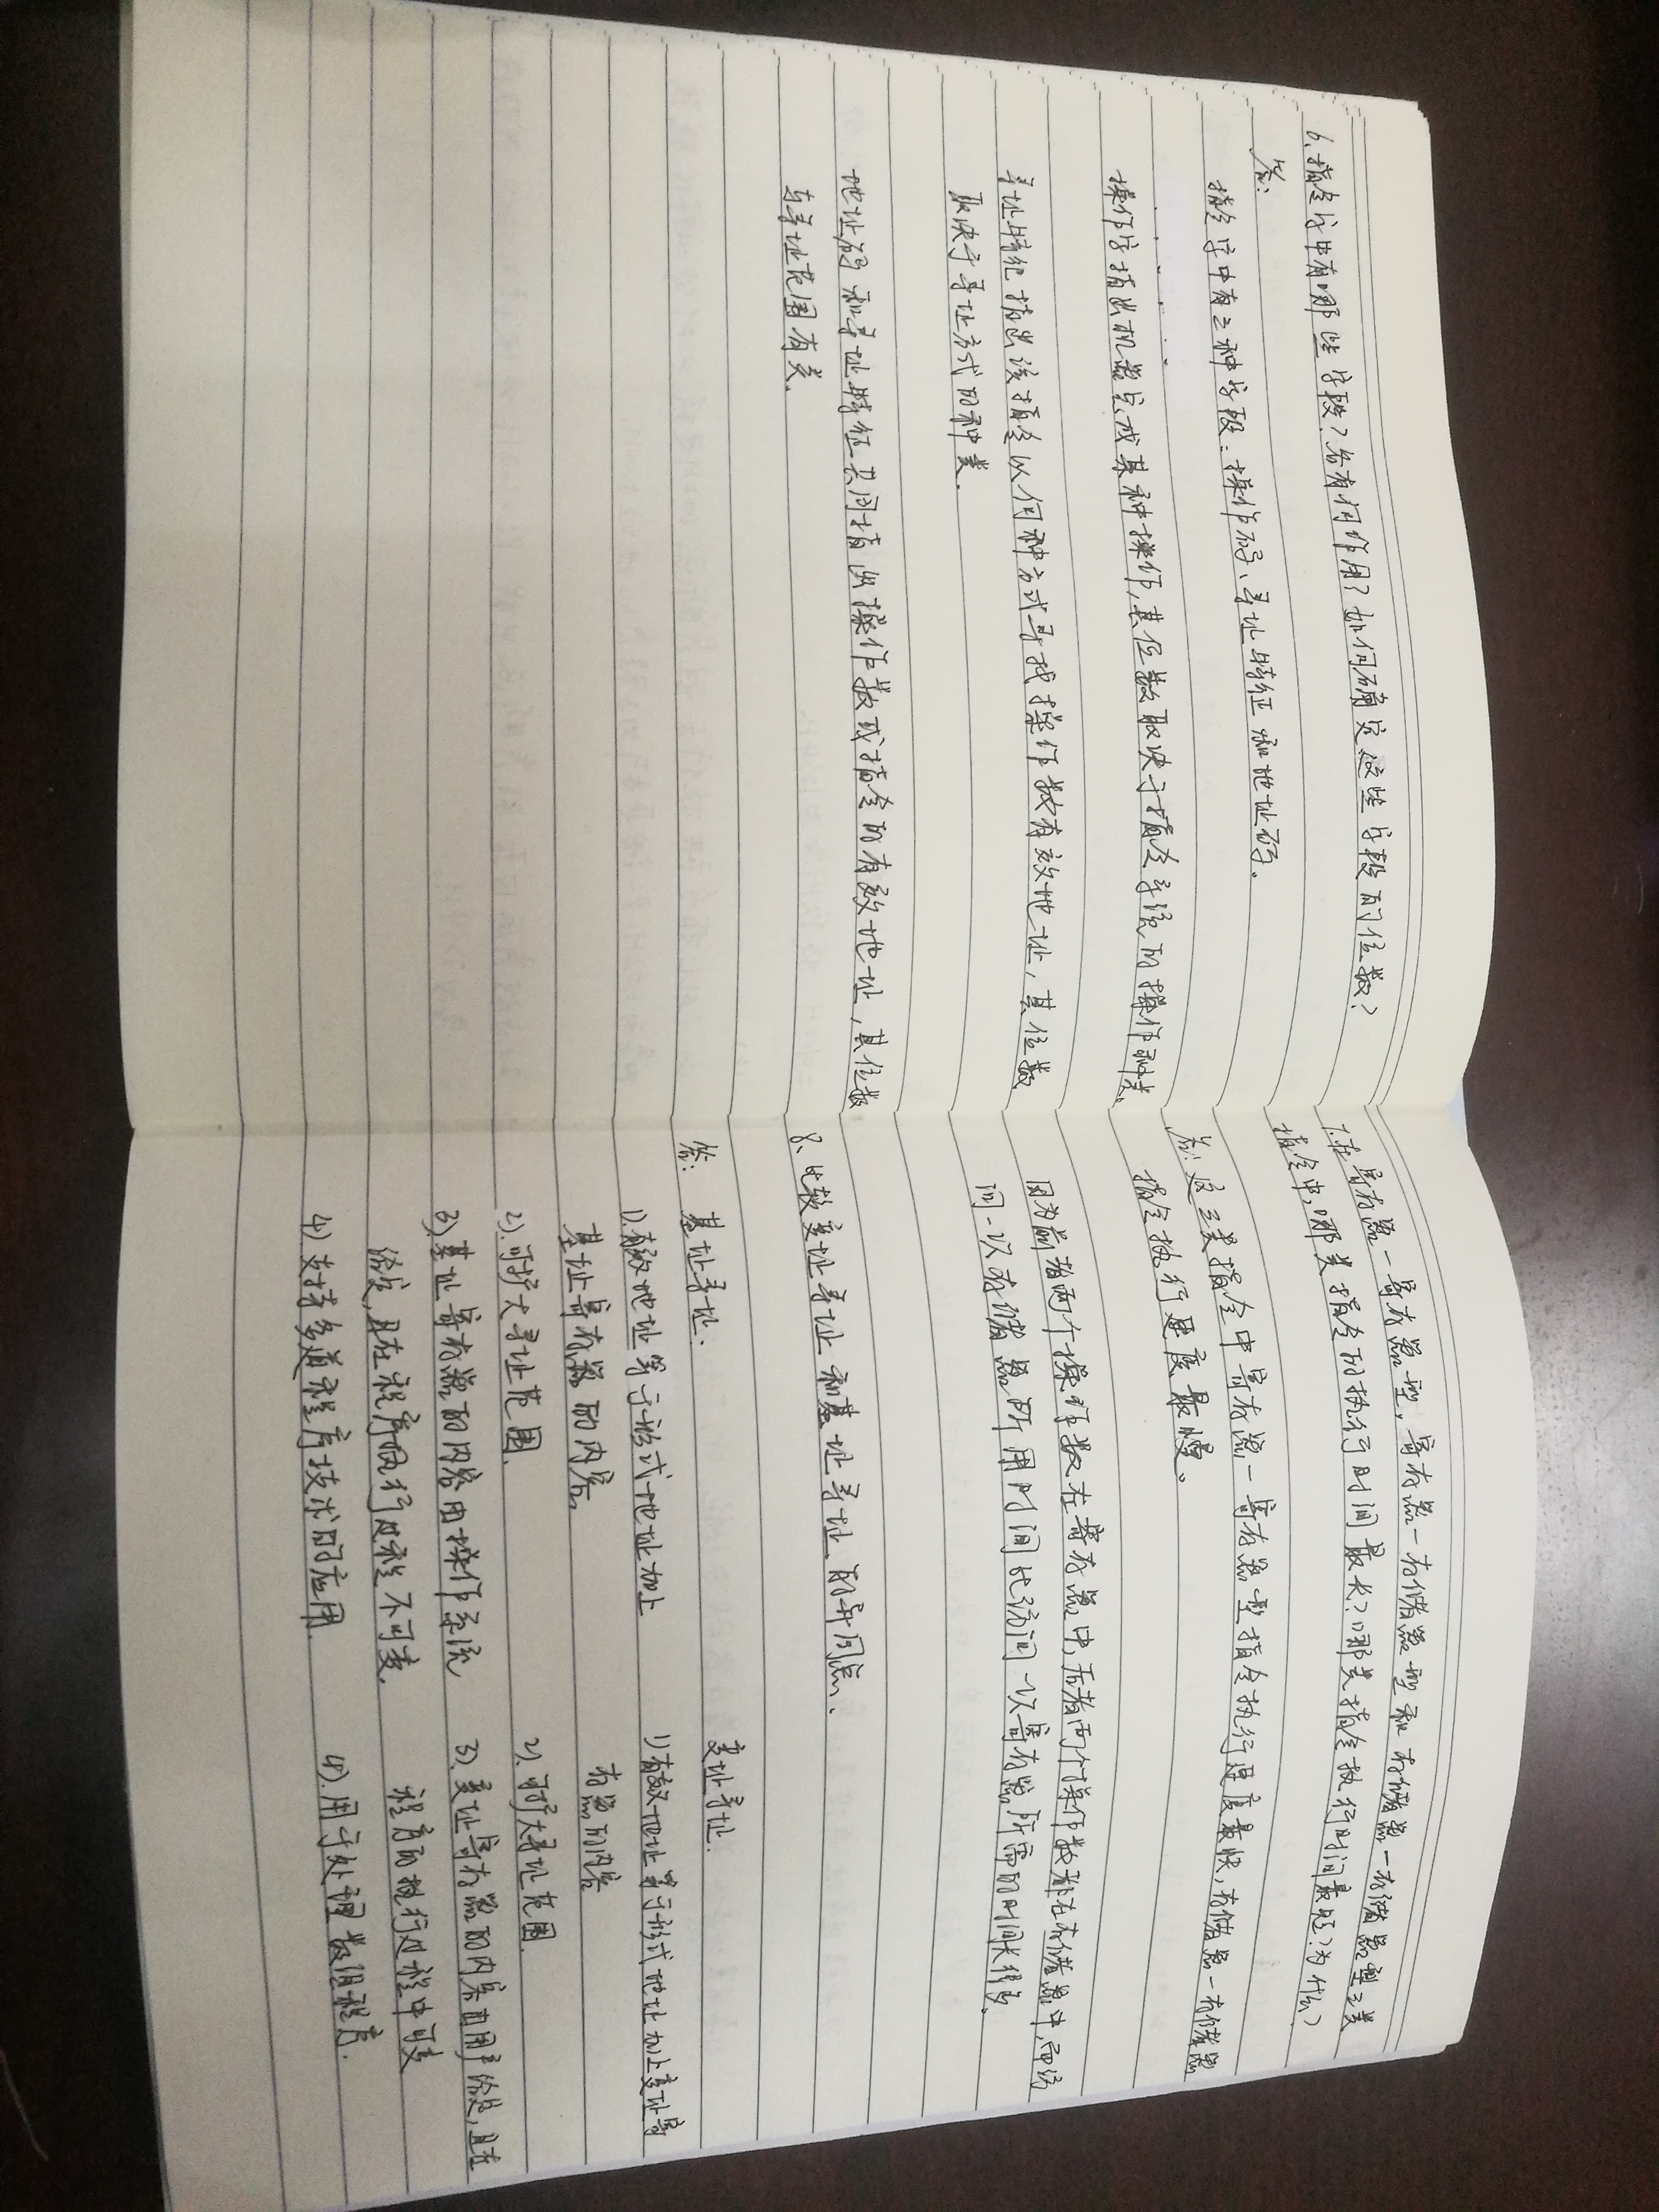 6、指令字中有哪些字段?各有何作用?如何确定这些字段的位数?
答:
指令字中有三种字段:操作码、寻址特征和地址码。
操作字指出机器完成某种操作,其位数取决于指令系统的操作种类。
寻址特征指出该指令以何种方式寻找操作数有效地址,其位数
取决于寻址方式的种类.
地址码和寻址特征共同指出操作数或指令的有效地址,其位数
与寻址范围有关.
7.在寄存器一寄存器型,寄存器一存储器型和存储器一存储器型三类
指令中,哪类指令的执行时间最长?哪类指令执行时间最短?为什么?
答:这三类指令中寄存器一寄存器型指令执行速度最快,存储器一存储器
指令执行速度最慢。
因为前者两个操作数在寄存器中,后者两个操作数都在存储器中,而访
问一次存储器所用时间比访问一次寄存器所需的时间长得多.
8、比较变址寻址和基址寻址的异同点、
答: 基址寻址: 变址寻址:
1).有效地址等于形式地址加上 1)有效地址等于形式地址加上变址寄
基址寄存器的内容. 存器的内容
2).可扩大寻址范围. 2).可扩大寻址范围.
3).基址寄存器的内容由操作系统 3).变址寄存器的内容由用户给定,且在
给定,且在程序执行过程不可变. 程序的执行过程中可变
4)支持多道程序技术的应用. 4).用于处理数组程序.